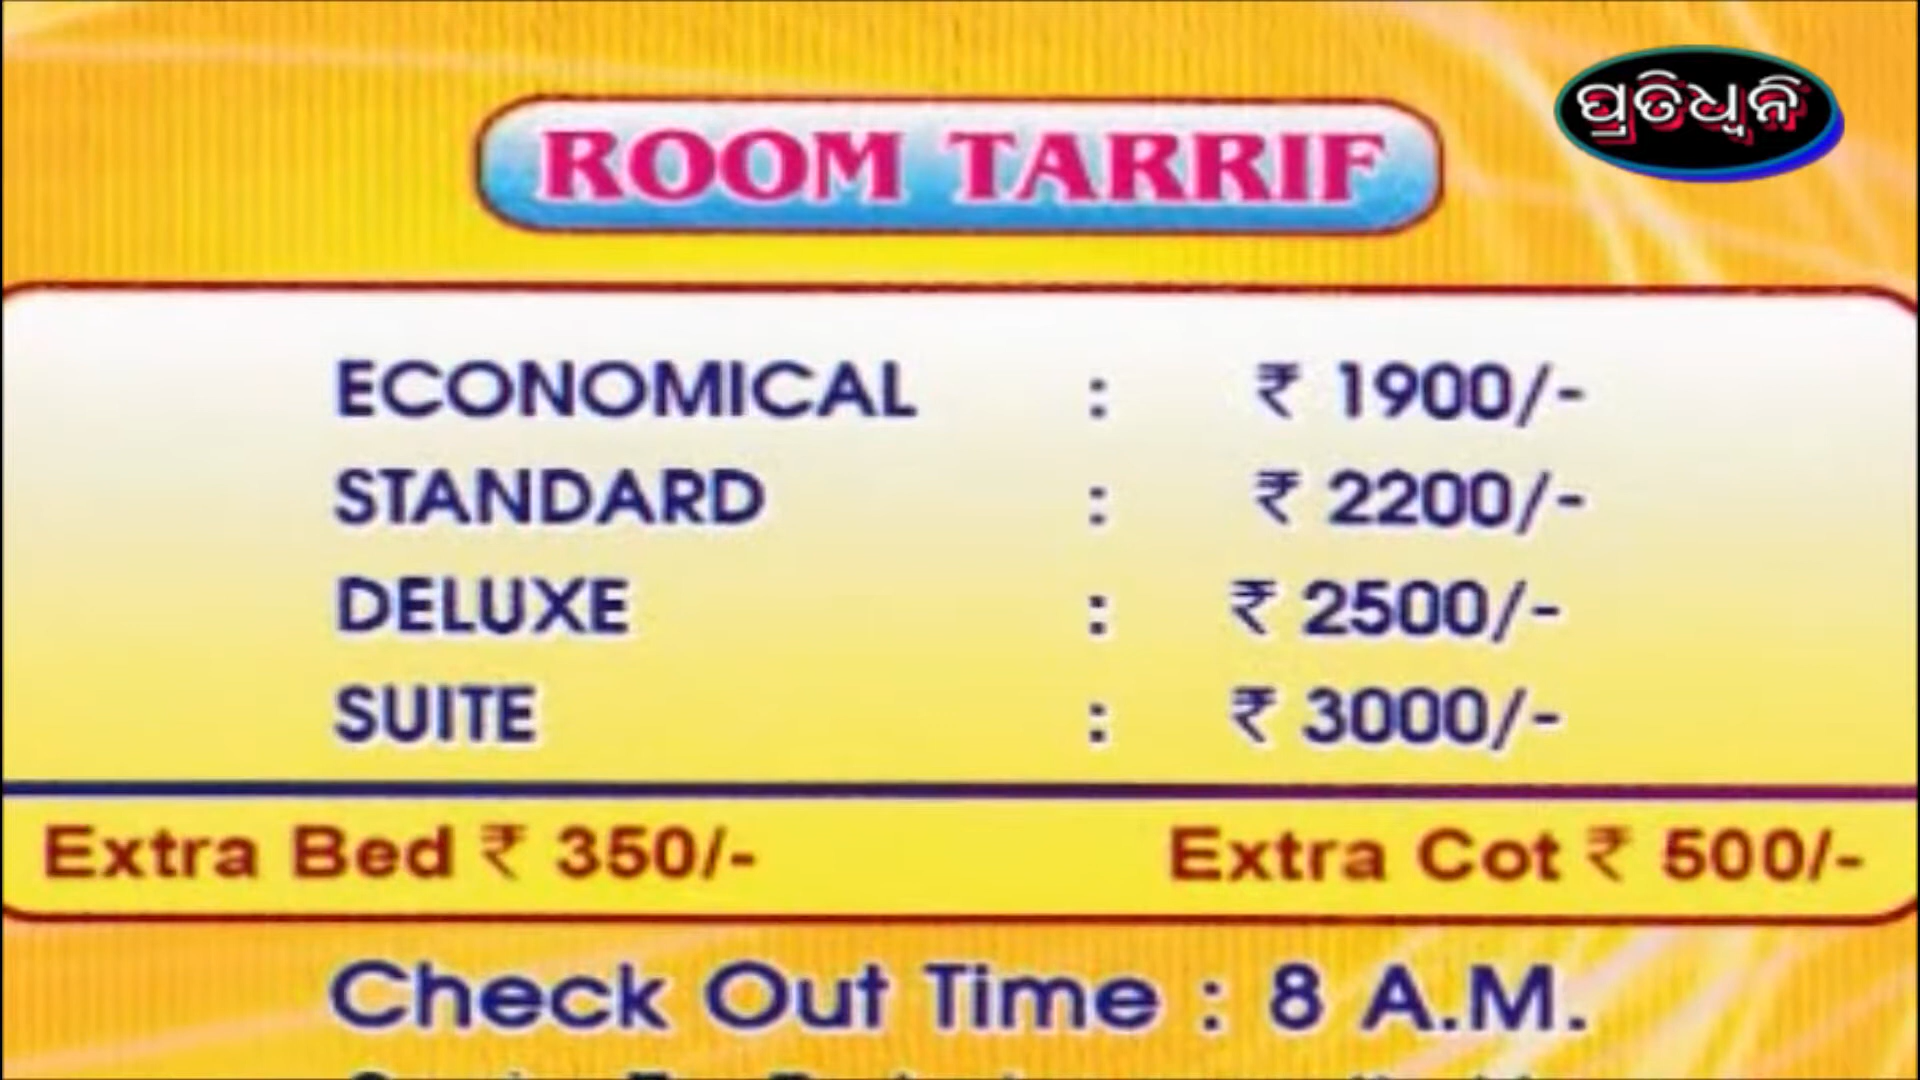 ପ୍ରତିଧ୍ୱନି
ROOM TARRIF
ECONOMICAL : ₹ 1900/-
STANDARD : ₹ 2200/-
DELUXE : ₹ 2500/-
SUITE : ₹ 3000/-
Extra Bed ₹ 350/- Extra Cot ₹ 500/-
Check Out Time : 8 A.M.